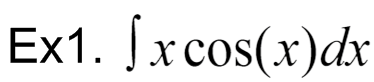 Ex1. ∫ x cos(x)dx